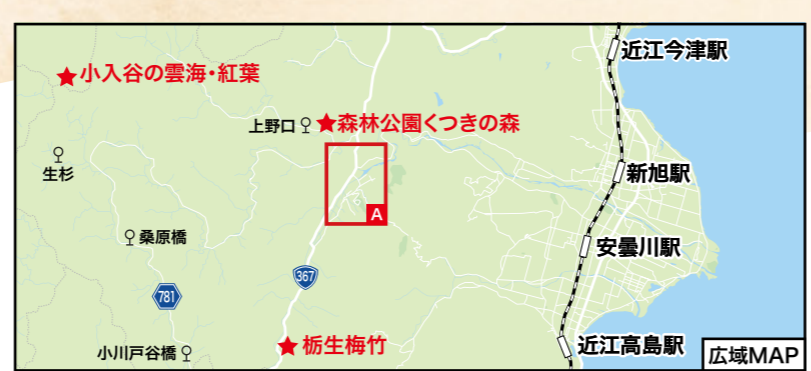 近江今津駅
★小入谷の雲海・紅葉
上野口 ★森林公園くつきの森
生杉
新旭駅
A
桑原橋
安曇川駅
367
781
小川戸谷橋
★栃生梅竹
近江高島駅
広域MAP